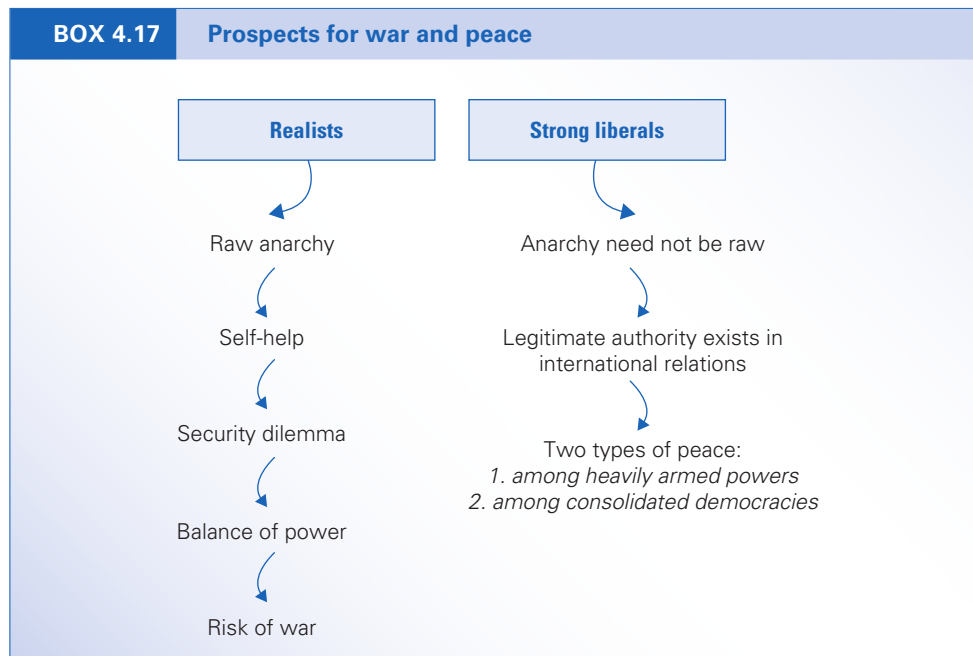 BOX 4.17 Prospects for war and peace
Realists
Raw anarchy
Self-help
Security dilemma
Balance of power
Risk of war
Strong liberals
Anarchy need not be raw
Legitimate authority exists in
international relations
Two types of peace:
1. among heavily armed powers
2. among consolidated democracies